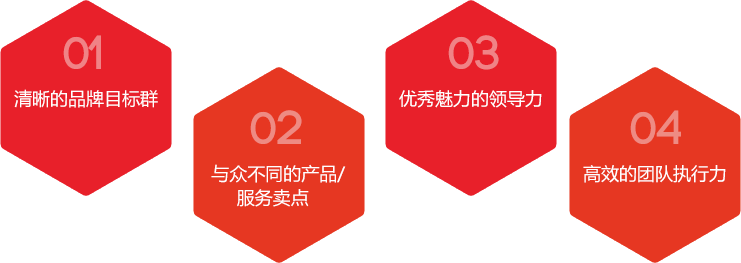 01
清晰的品牌目标群
02
与众不同的产品/
服务卖点
03
优秀魅力的领导力
04
高效的团队执行力